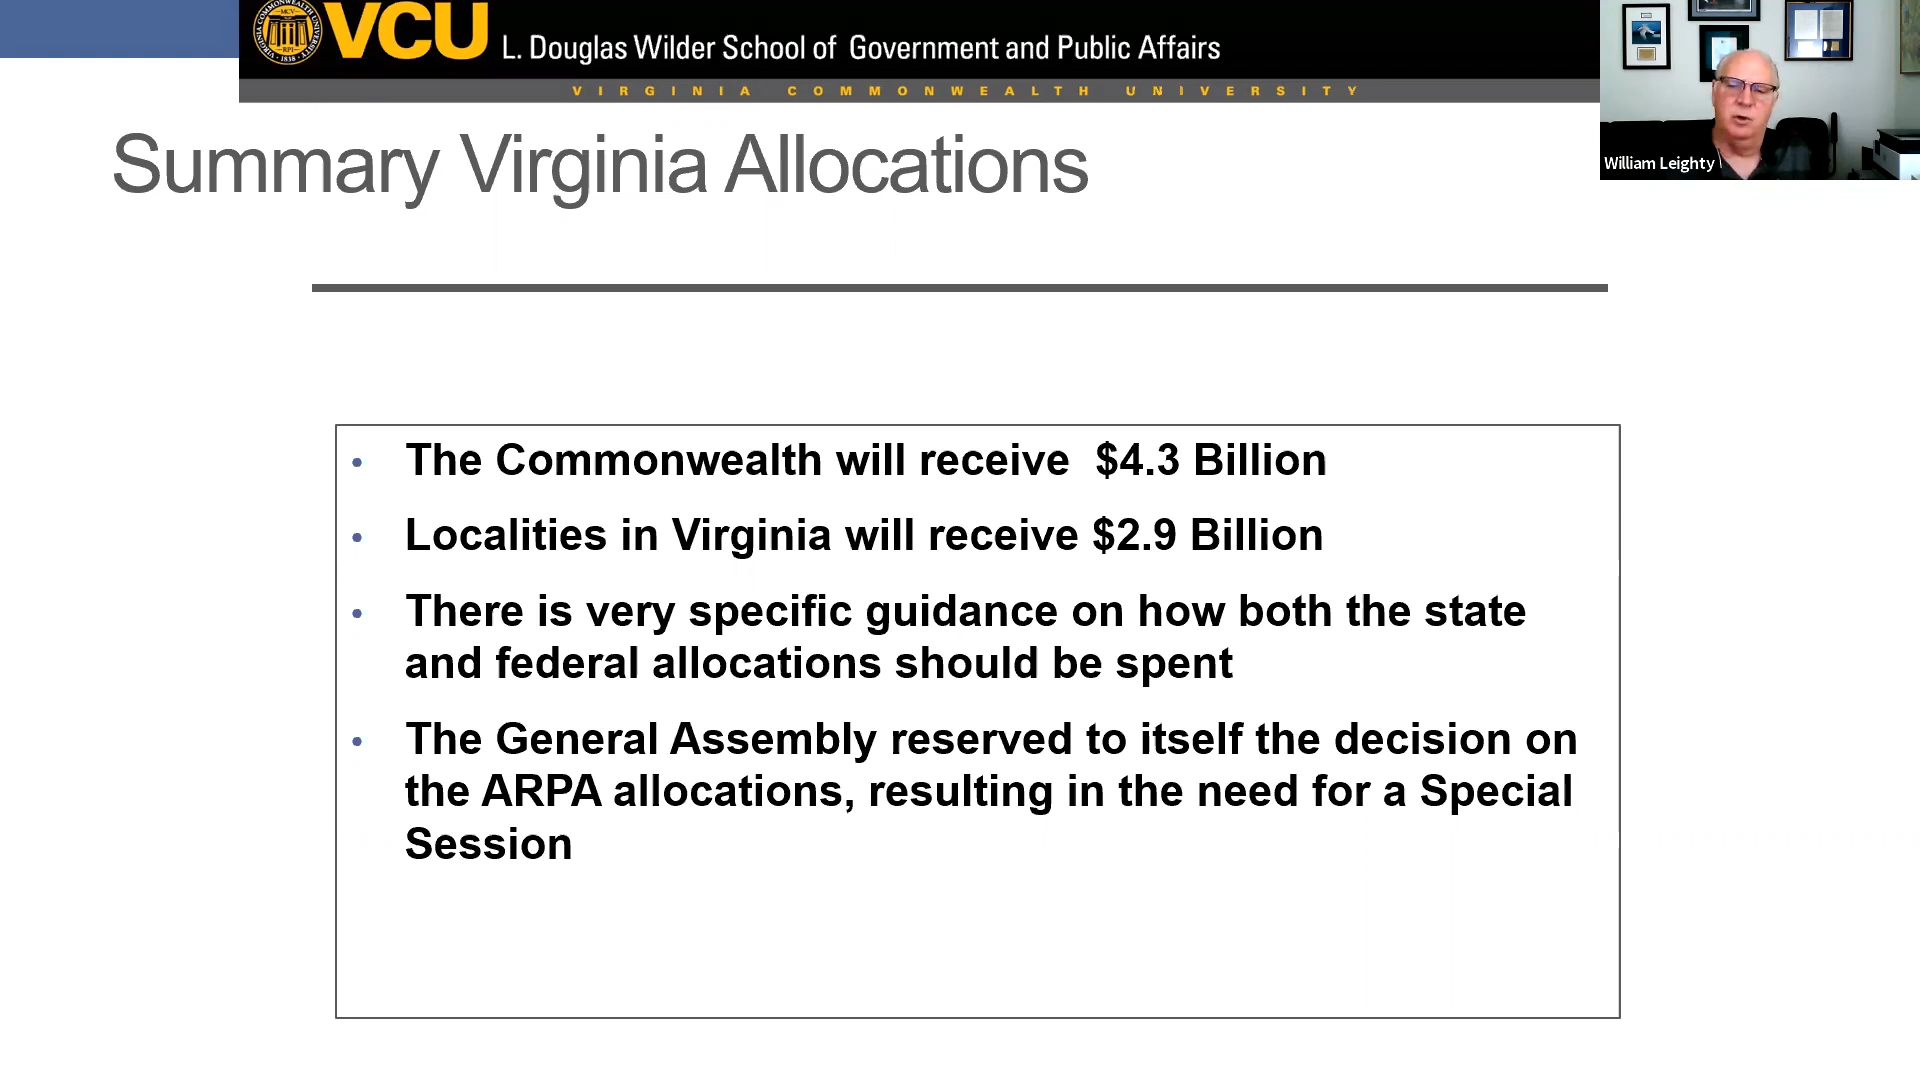 VCU
L. Douglas Wilder School of Government and Public Affairs
VIRGINIA COMMONWEALTH UNIVERSITY
William Leighty
Summary Virginia Allocations
• The Commonwealth will receive $4.3 Billion
• Localities in Virginia will receive $2.9 Billion
• There is very specific guidance on how both the state
and federal allocations should be spent
• The General Assembly reserved to itself the decision on
the ARPA allocations, resulting in the need for a Special
Session